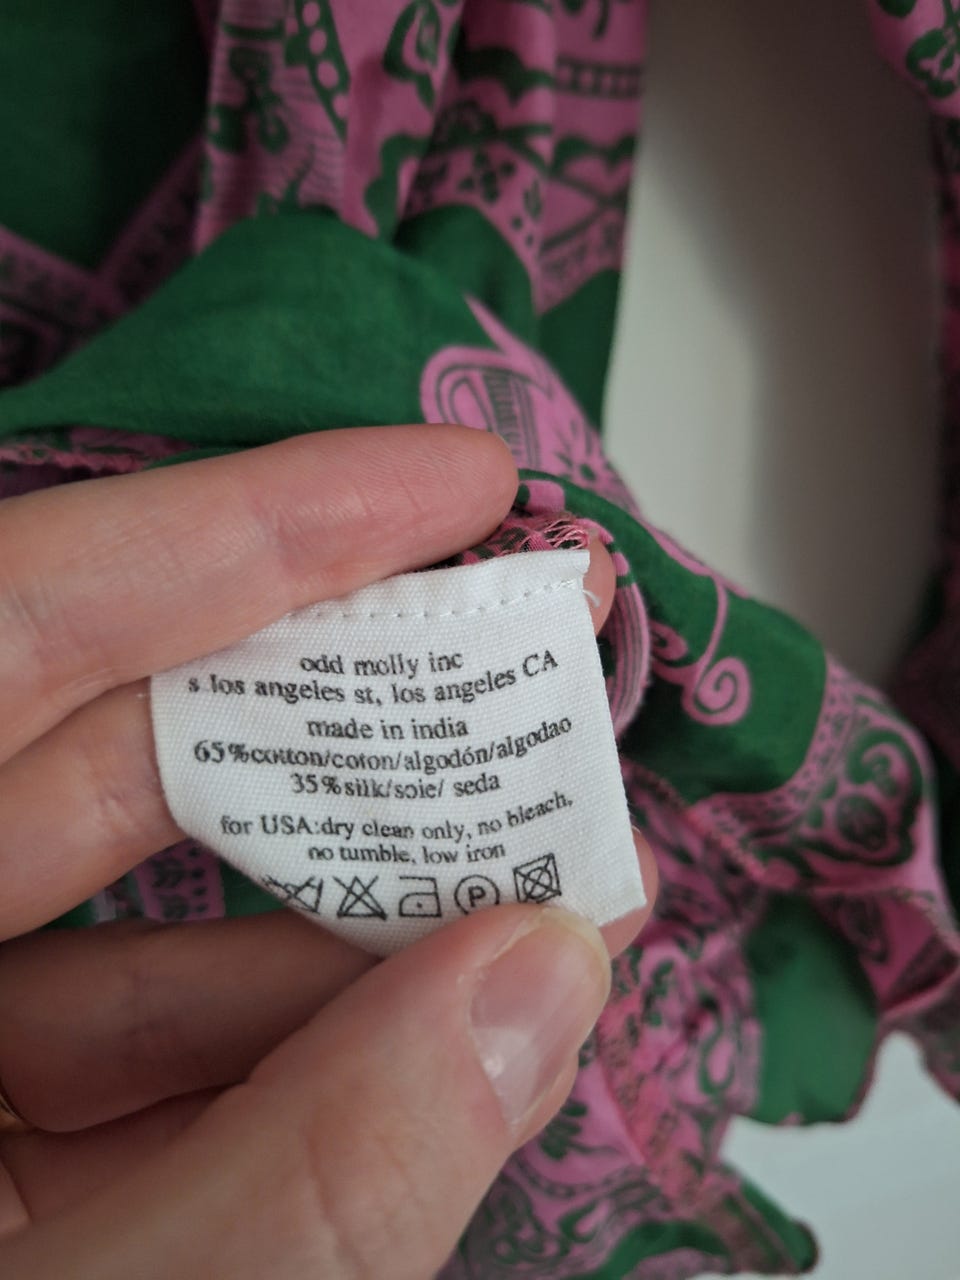 odd molly inc
s los angeles st, los angeles CA
made in india
65%cotton/coton/algodón/algodao
35%silk/soie/ seda
for USA:dry clean only, no bleach,
no tumble, low iron
P